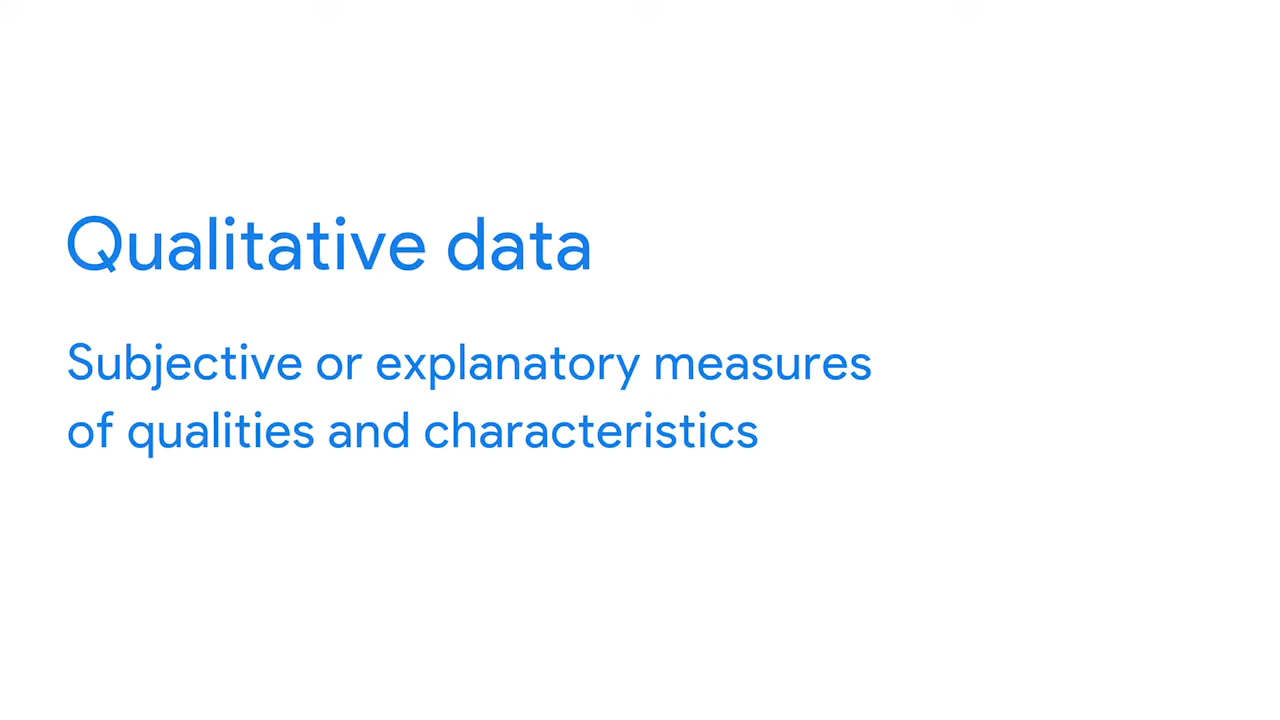 Qualitative data
Subjective or explanatory measures
of qualities and characteristics